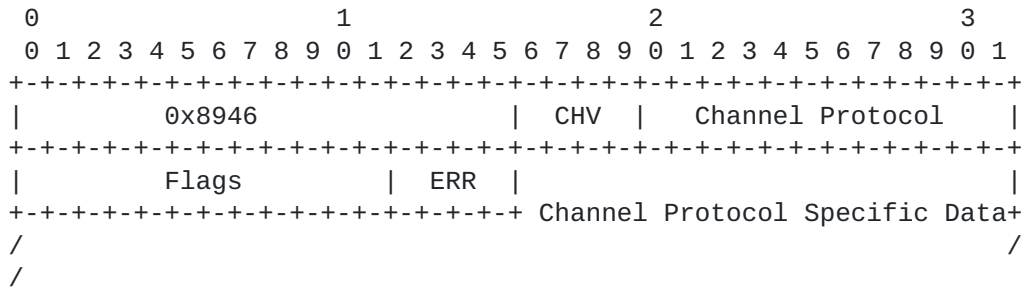 0                   1                   2                   3
 0 1 2 3 4 5 6 7 8 9 0 1 2 3 4 5 6 7 8 9 0 1 2 3 4 5 6 7 8 9 0 1
+-+-+-+-+-+-+-+-+-+-+-+-+-+-+-+-+-+-+-+-+-+-+-+-+-+-+-+-+-+-+-+-+
|         0x8946                |  CHV  |   Channel Protocol    |
+-+-+-+-+-+-+-+-+-+-+-+-+-+-+-+-+-+-+-+-+-+-+-+-+-+-+-+-+-+-+-+-+
|         Flags         |  ERR  |                               |
+-+-+-+-+-+-+-+-+-+-+-+-+-+-+-+-+ Channel Protocol Specific Data+
/                                                               /
/